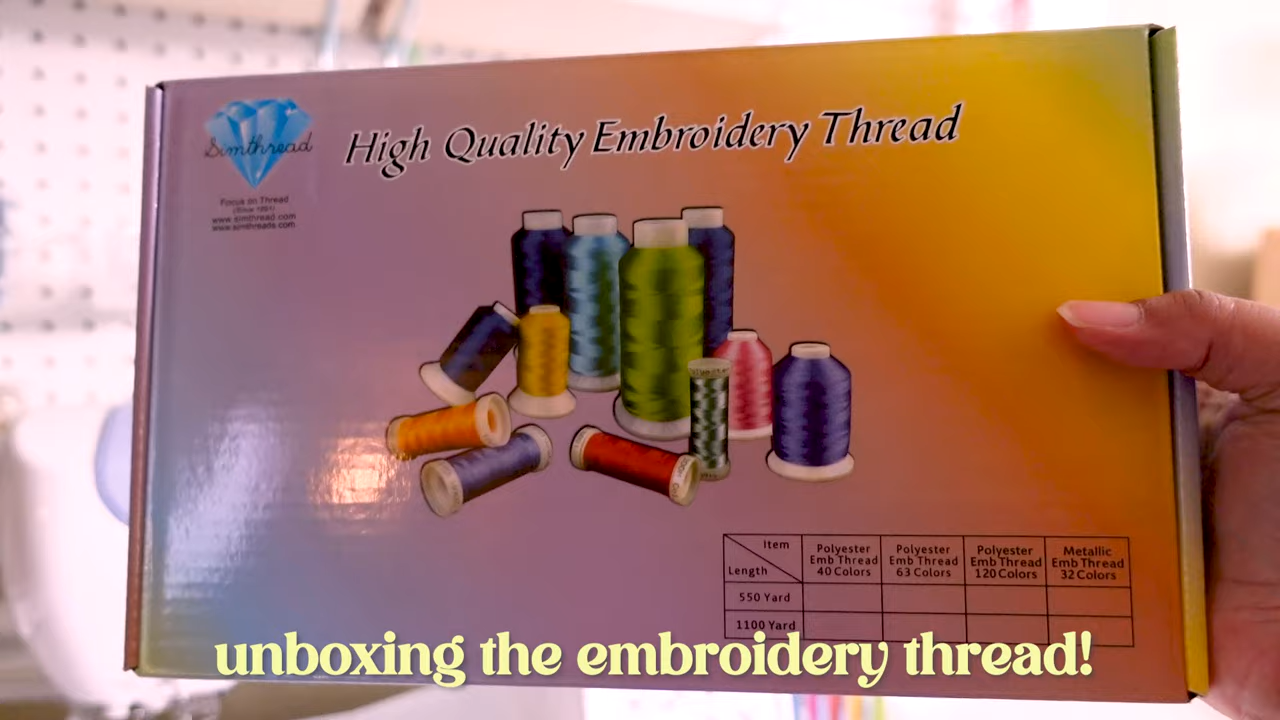 Simthread
High Quality Embroidery Thread
Focus on Thread
www.simthread.com
www.simthreads.com
Item
Length
Polyester Emb Thread 40 Colors
Polyester Emb Thread 63 Colors
Polyester Emb Thread 120 Colors
Metallic Emb Thread 32 Colors
550 Yard
1100 Yard
unboxing the embroidery thread!